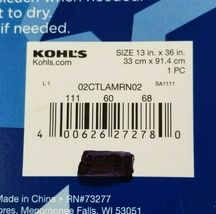 bleach when needed.
t to dry.
if needed.
KOHL'S
Kohls.com
SIZE 13 in. x 36 in.
33 cm x 91.4 cm
1 PC
L 1
02CTLAMRN02
SA1111
111 60 68
4 00626 27278 0
Made in China • RN#73277
ores, Menomonee Falls, WI 53051